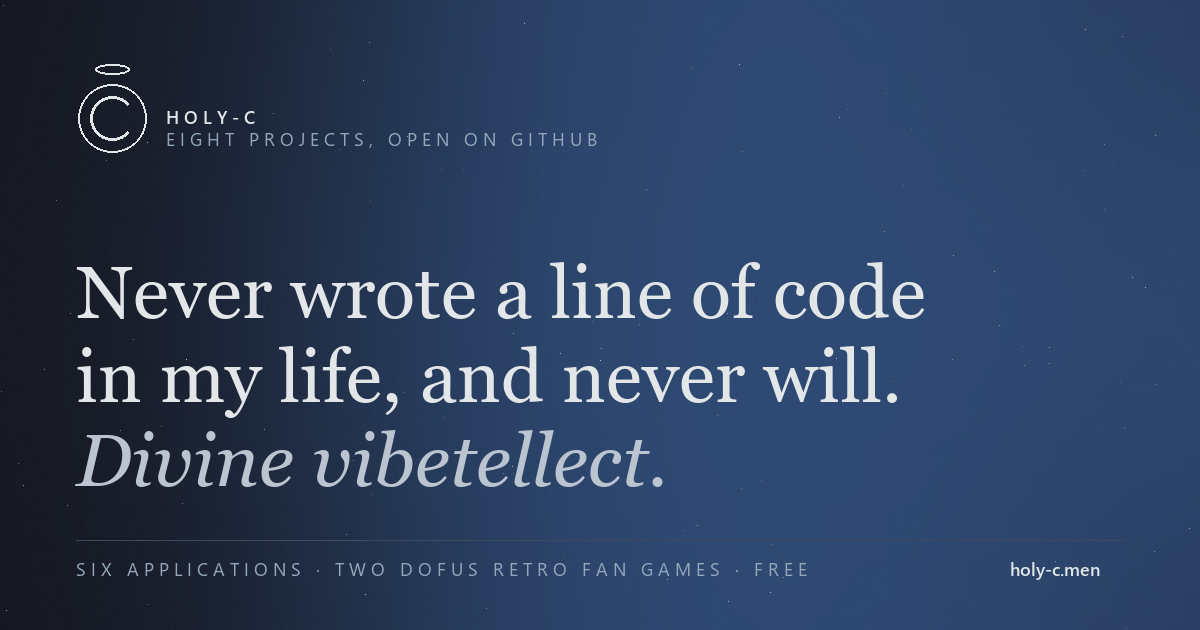 HOLY-C
EIGHT PROJECTS, OPEN ON GITHUB
Never wrote a line of code
in my life, and never will.
Divine vibetellect.
SIX APPLICATIONS · TWO DOFUS RETRO FAN GAMES · FREE
holy-c.men